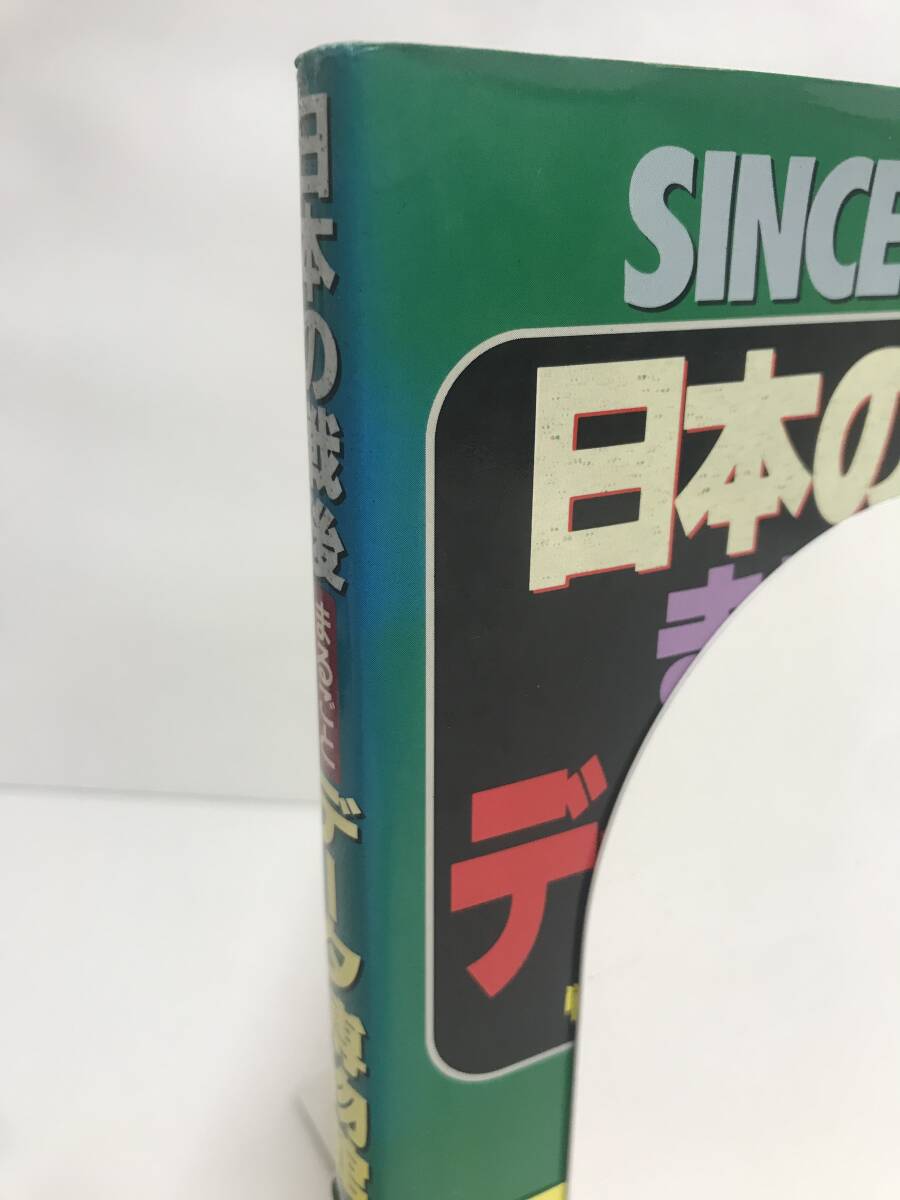 日本の戦後
まるごと
データ博物館
SINCE
日本の
ま
デ